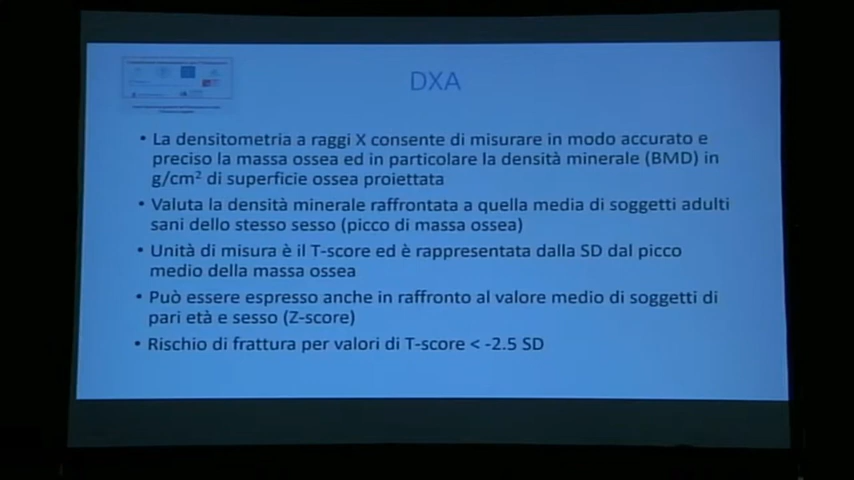 DXA
• La densitometria a raggi X consente di misurare in modo accurato e
preciso la massa ossea ed in particolare la densità minerale (BMD) in
g/cm² di superficie ossea proiettata
• Valuta la densità minerale raffrontata a quella media di soggetti adulti
sani dello stesso sesso (picco di massa ossea)
• Unità di misura è il T-score ed è rappresentata dalla SD dal picco
medio della massa ossea
• Può essere espresso anche in raffronto al valore medio di soggetti di
pari età e sesso (Z-score)
• Rischio di frattura per valori di T-score < -2.5 SD